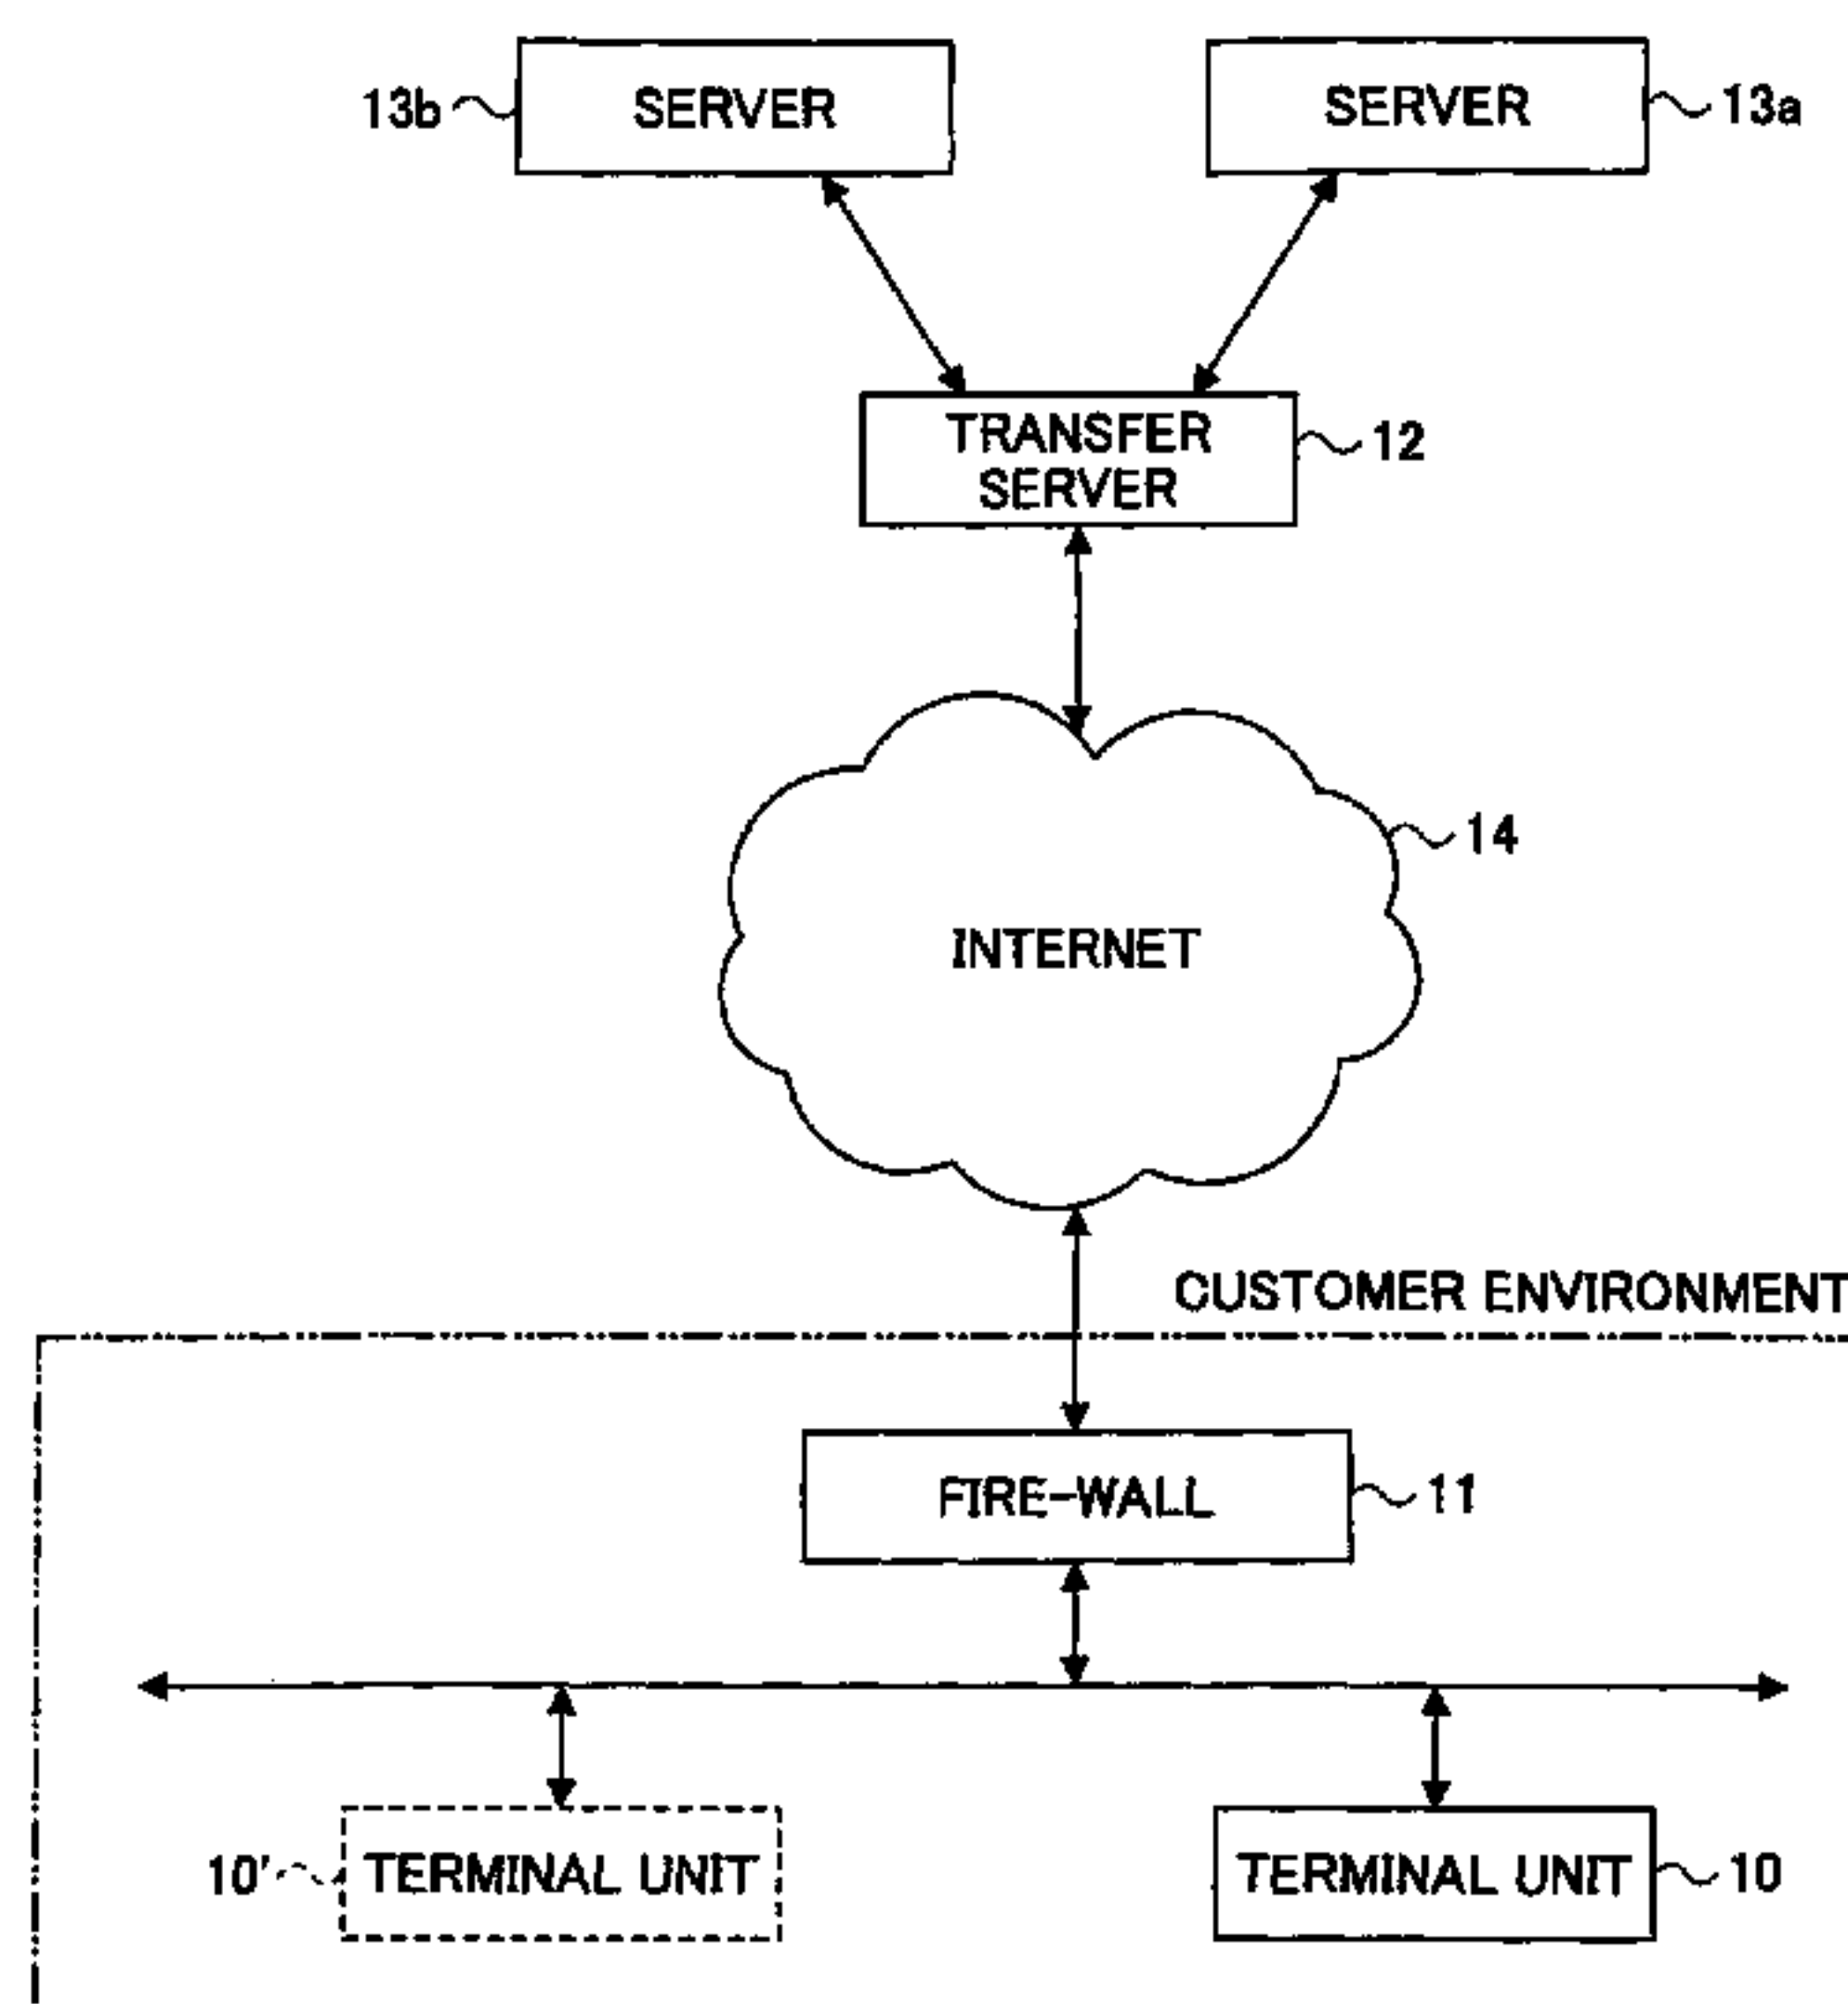 13b SERVER
SERVER 13a
TRANSFER
SERVER
12
14
INTERNET
CUSTOMER ENVIRONMENT
FIRE-WALL 11
10' TERMINAL UNIT
TERMINAL UNIT 10